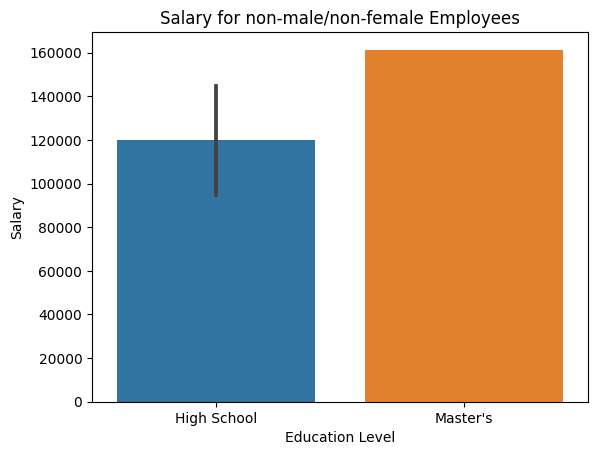 Salary for non-male/non-female Employees
160000
140000
120000
100000
80000
60000
40000
20000
0
Salary
High School
Master's
Education Level